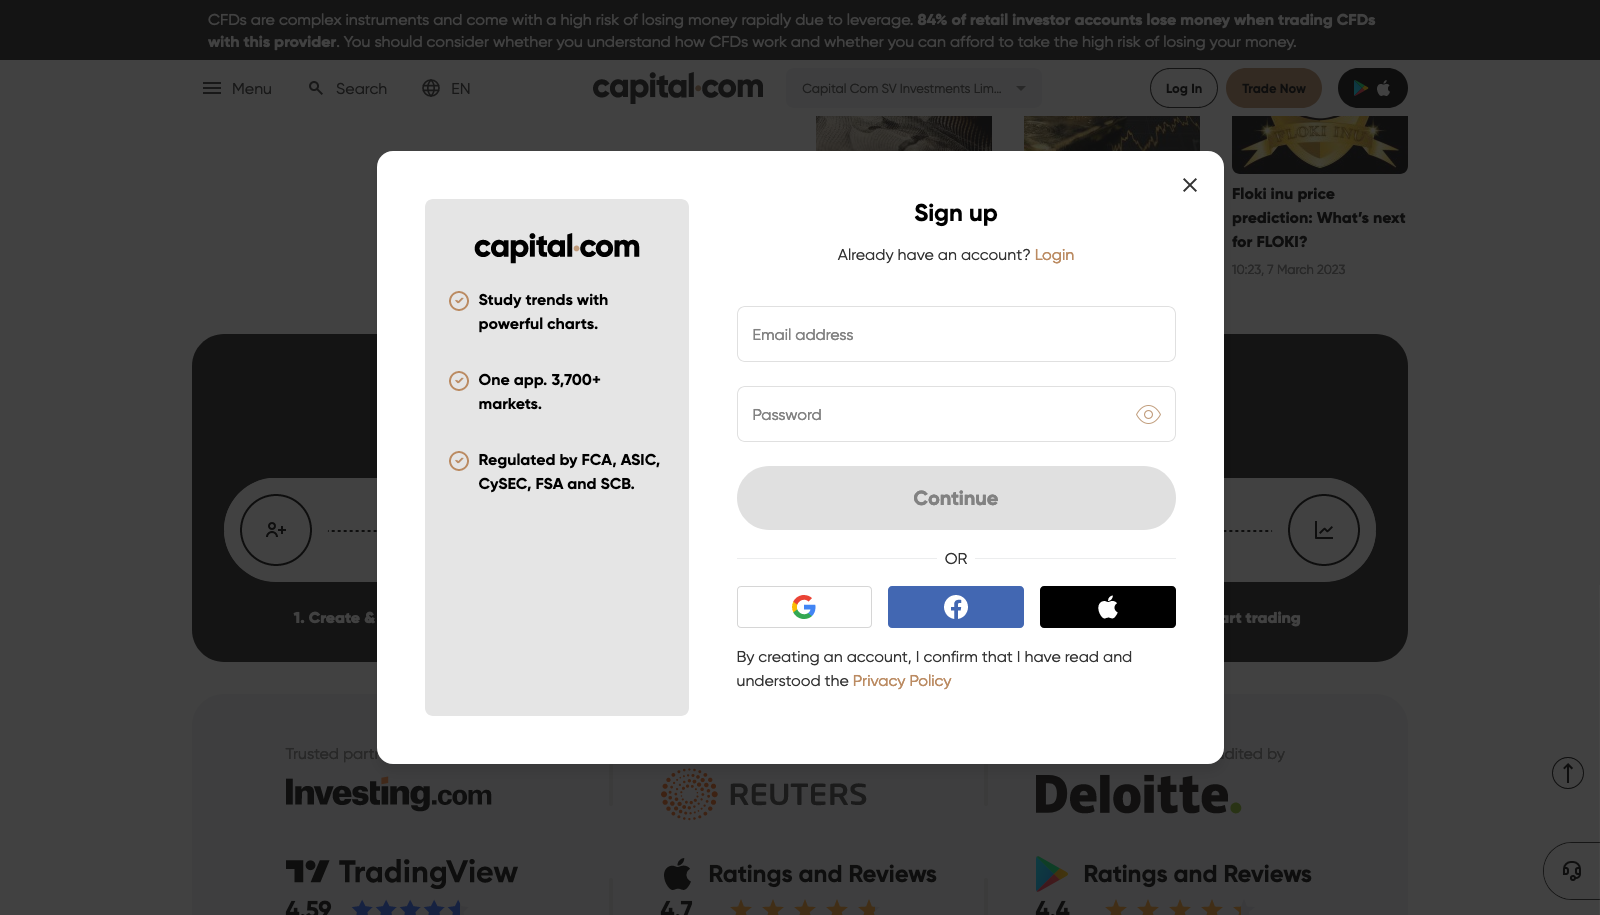 CFDs are complex instruments and come with a high risk of losing money rapidly due to leverage. 84% of retail investor accounts lose money when trading CFDs
with this provider. You should consider whether you understand how CFDs work and whether you can afford to take the high risk of losing your money.
Menu
Search
EN
capital.com
Capital Com SV Investments Lim...
Log In
Trade Now
FLOKI INU
Floki inu price
prediction: What's next
for FLOKI?
10:23, 7 March 2023
capital.com
Study trends with
powerful charts.
One app. 3,700+
markets.
Regulated by FCA, ASIC,
CySEC, FSA and SCB.
Sign up
Already have an account? Login
Email address
Password
Continue
OR
By creating an account, I confirm that I have read and
understood the Privacy Policy
1. Create &
art trading
Trusted part
dited by
Investing.com
REUTERS
Deloitte.
TradingView
Ratings and Reviews
Ratings and Reviews
4.59
4.7
4.4